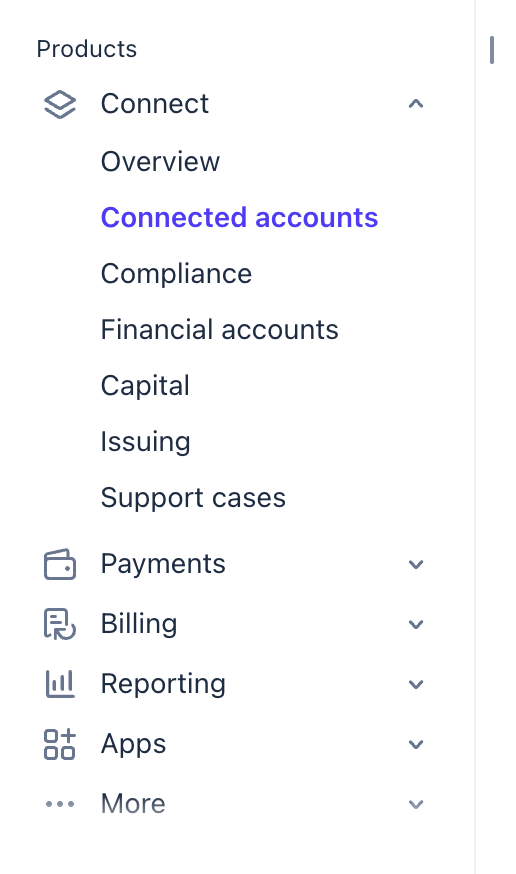 Products
Connect
Overview
Connected accounts
Compliance
Financial accounts
Capital
Issuing
Support cases
Payments
Billing
Reporting
Apps
More